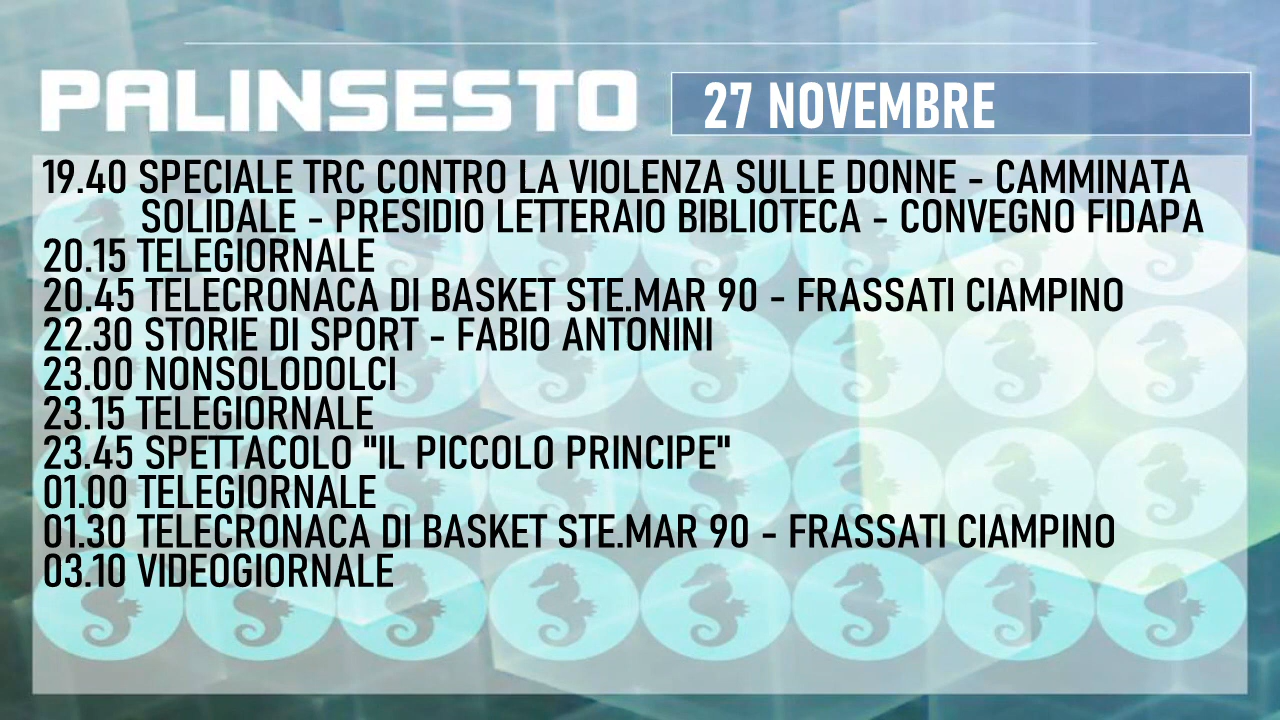 PALINSESTO
27 NOVEMBRE
19.40 SPECIALE TRC CONTRO LA VIOLENZA SULLE DONNE - CAMMINATA
SOLIDALE - PRESIDIO LETTERAIO BIBLIOTECA - CONVEGNO FIDAPA
20.15 TELEGIORNALE
20.45 TELECRONACA DI BASKET STE.MAR 90 - FRASSATI CIAMPINO
22.30 STORIE DI SPORT - FABIO ANTONINI
23.00 NONSOLODOLCI
23.15 TELEGIORNALE
23.45 SPETTACOLO "IL PICCOLO PRINCIPE"
01.00 TELEGIORNALE
01.30 TELECRONACA DI BASKET STE.MAR 90 - FRASSATI CIAMPINO
03.10 VIDEOGIORNALE